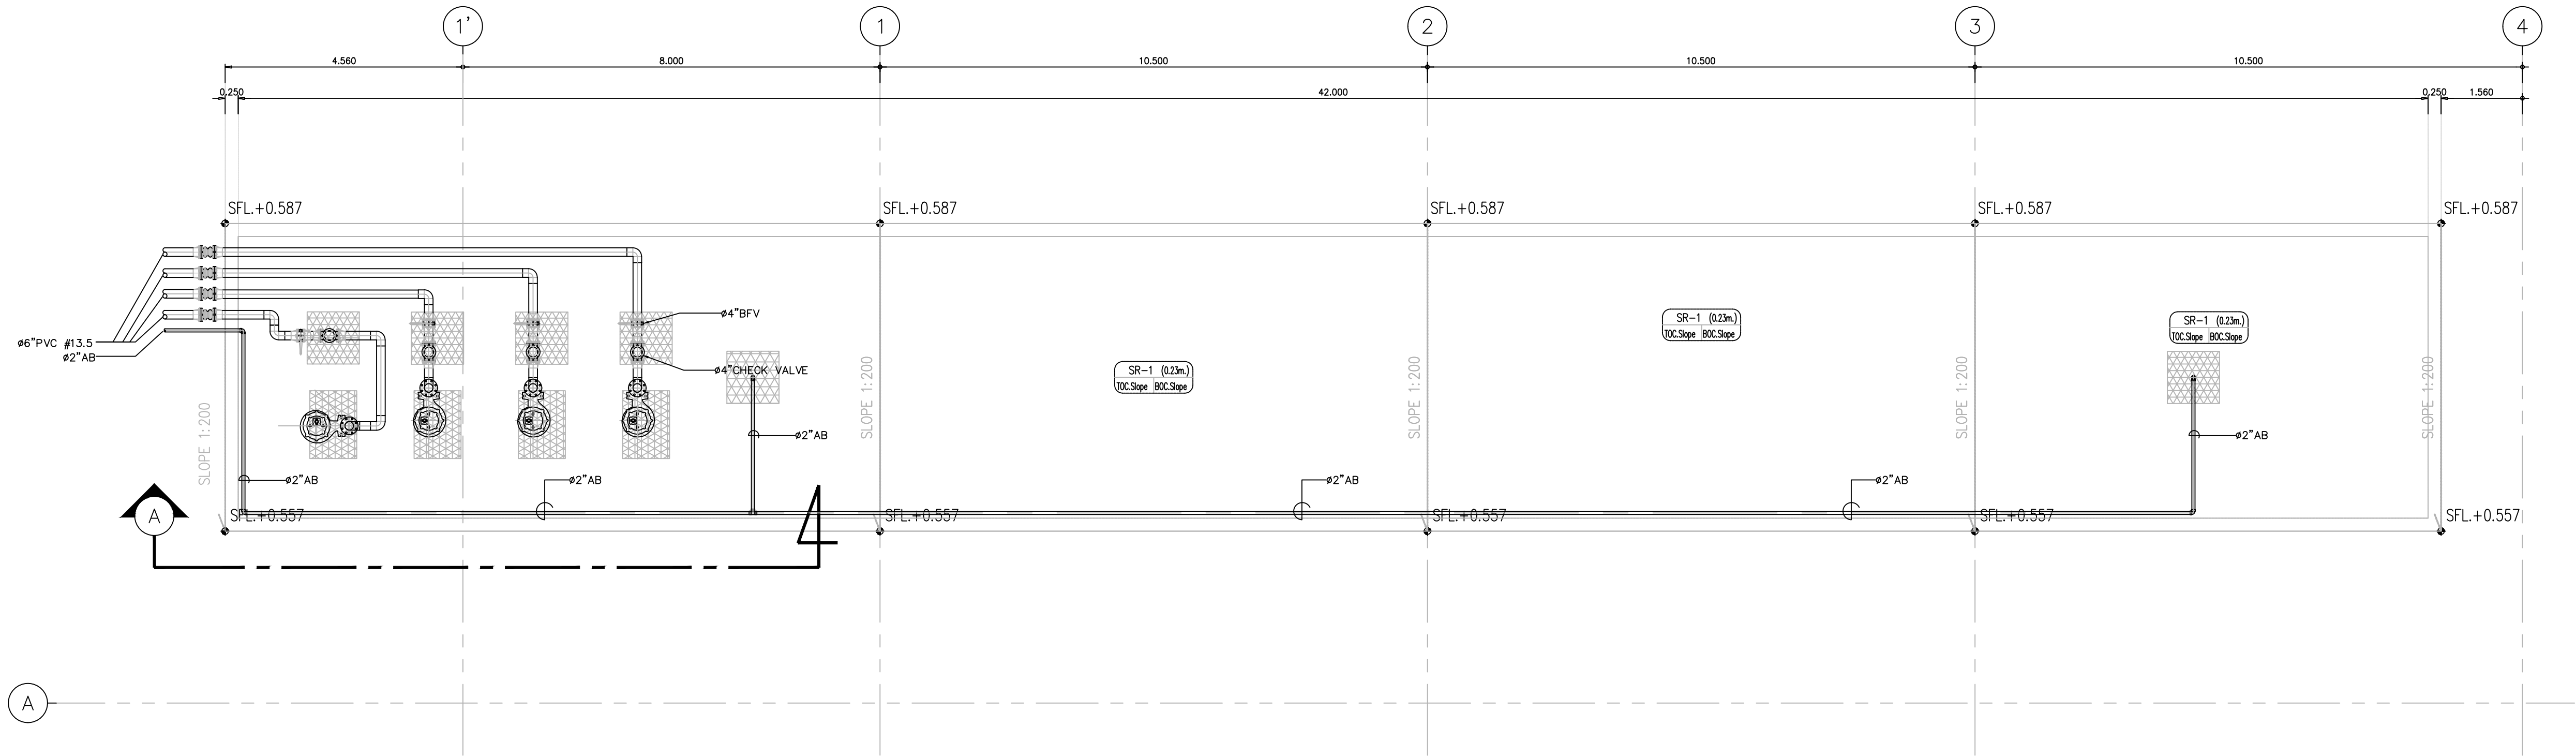 1'
1
2
3
4
4.560
8.000
10.500
10.500
10.500
0.250
42.000
0.250
1.560
SFL.+0.587
SFL.+0.587
SFL.+0.587
SFL.+0.587
SFL.+0.587
ø4"BFV
SR-1 (0.23m.)
TOC.Slope BOC.Slope
SR-1 (0.23m.)
TOC.Slope BOC.Slope
ø6"PVC #13.5
ø2"AB
ø4"CHECK VALVE
SR-1 (0.23m.)
TOC.Slope BOC.Slope
SLOPE 1:200
SLOPE 1:200
SLOPE 1:200
SLOPE 1:200
SLOPE 1:200
ø2"AB
ø2"AB
ø2"AB
ø2"AB
ø2"AB
ø2"AB
A
4
SFL.+0.557
SFL.+0.557
SFL.+0.557
SFL.+0.557
SFL.+0.557
A